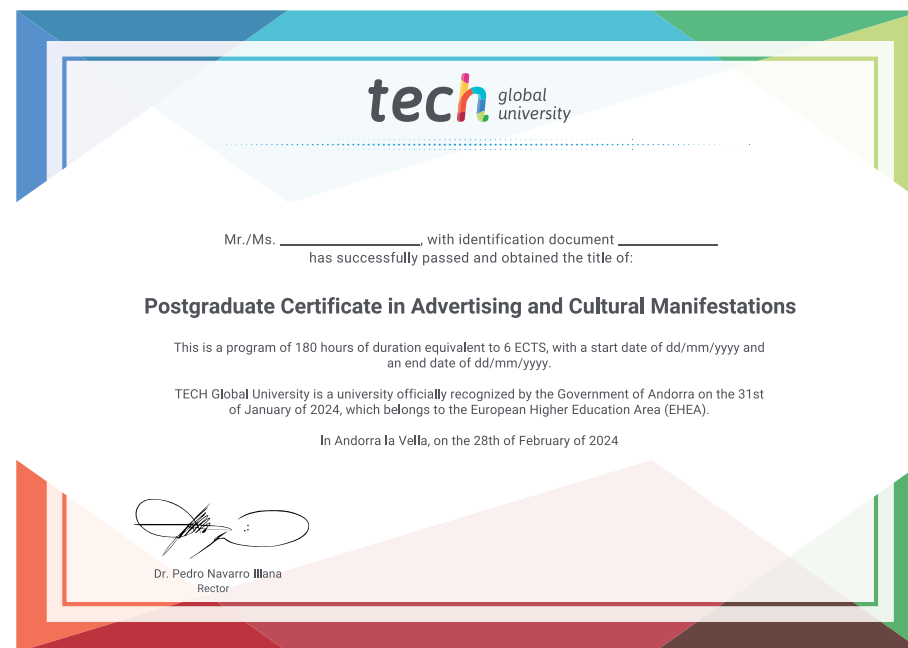 tech global
university
Mr./Ms. ____________________, with identification document ______________
has successfully passed and obtained the title of:
Postgraduate Certificate in Advertising and Cultural Manifestations
This is a program of 180 hours of duration equivalent to 6 ECTS, with a start date of dd/mm/yyyy and
an end date of dd/mm/yyyy.
TECH Global University is a university officially recognized by the Government of Andorra on the 31st
of January of 2024, which belongs to the European Higher Education Area (EHEA).
In Andorra la Vella, on the 28th of February of 2024
Dr. Pedro Navarro Illana
Rector